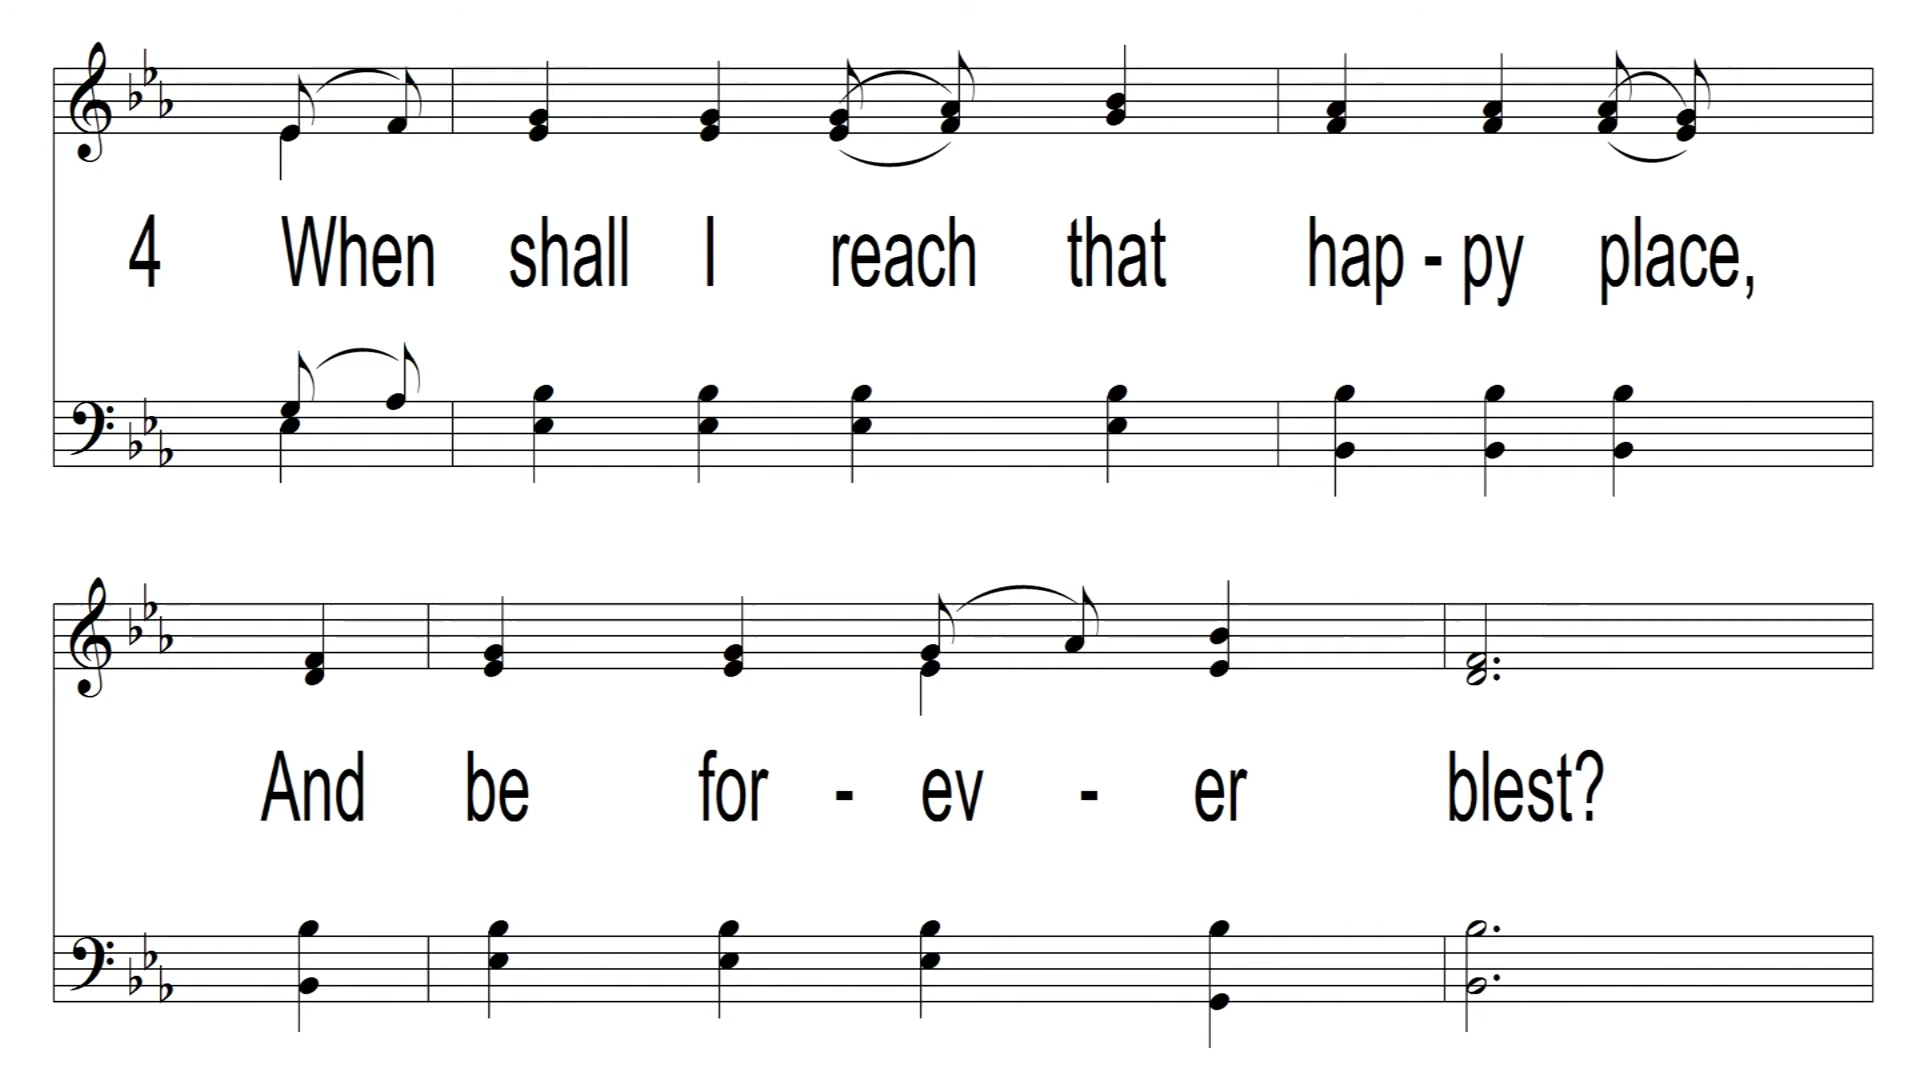 4 When shall I reach that hap - py place,
And be for - ev - er blest?